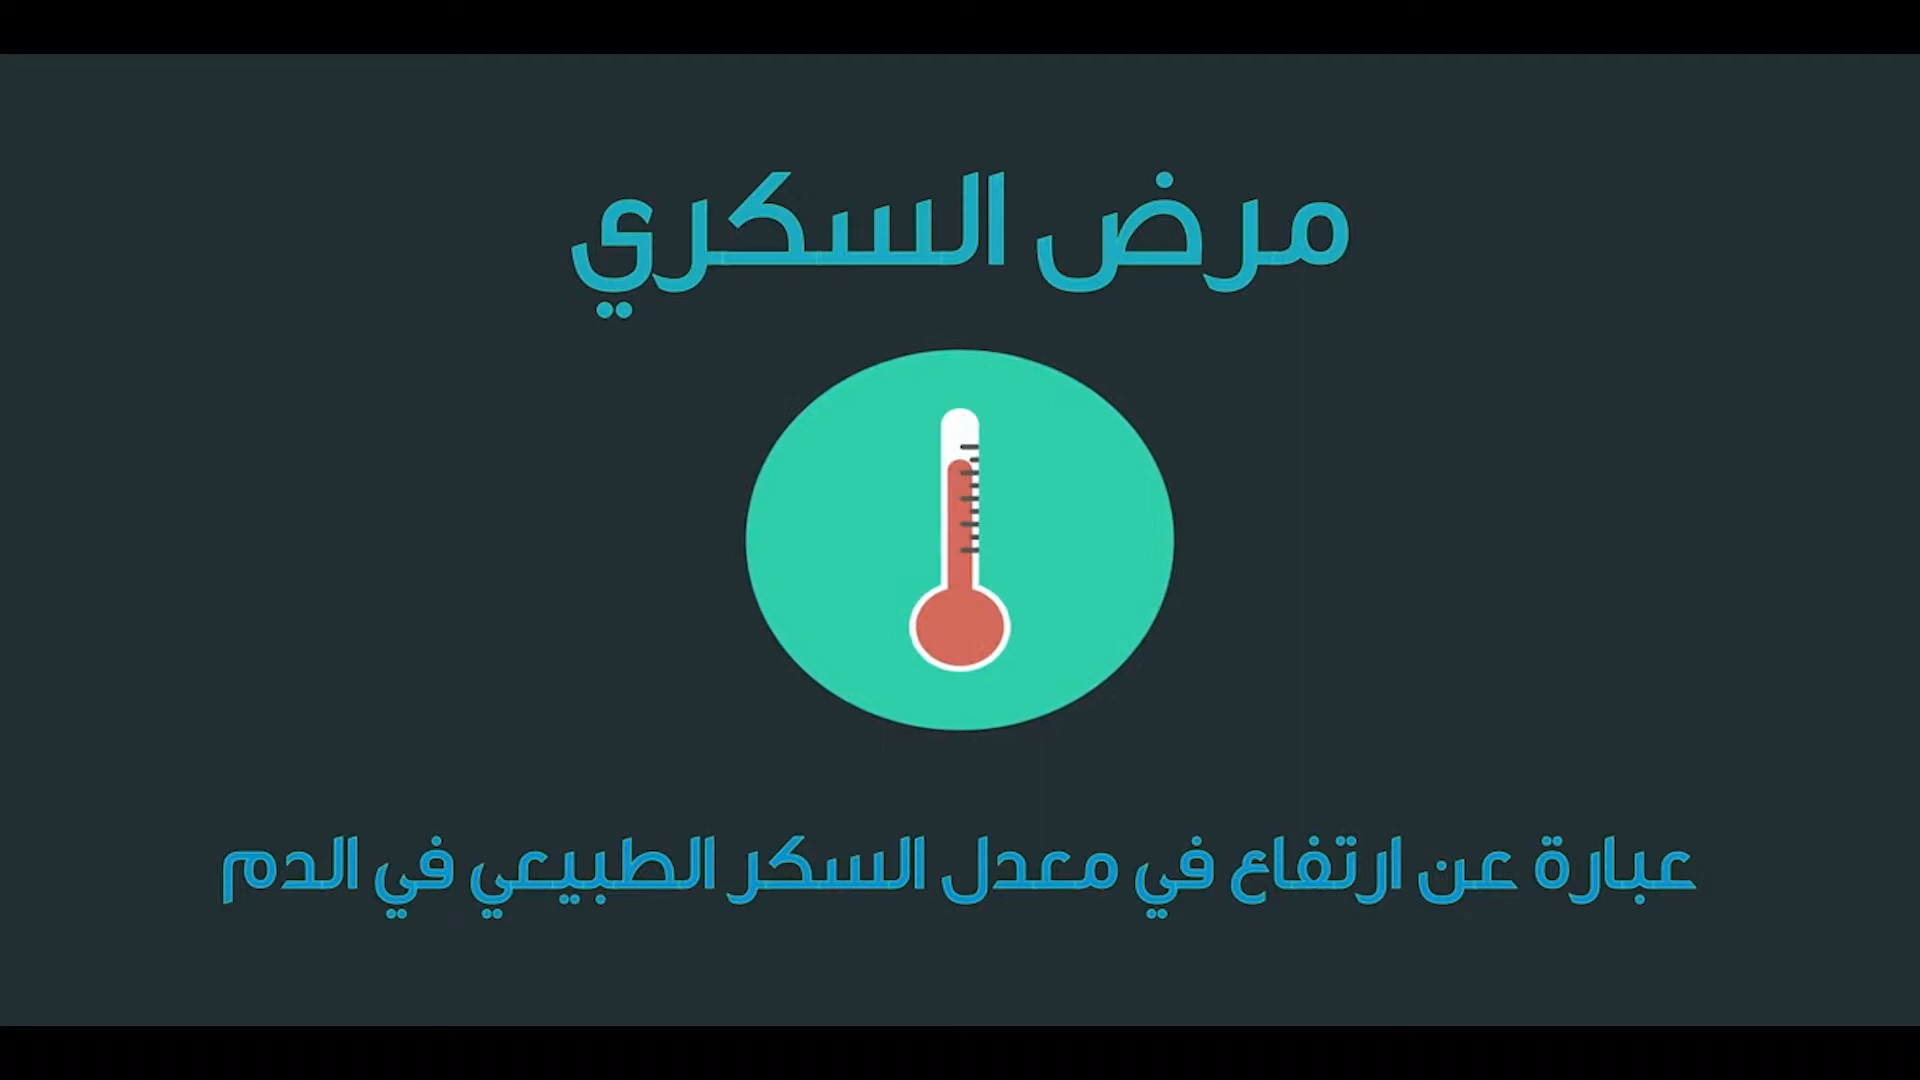 مرض السكري
عبارة عن ارتفاع في معدل السكر الطبيعي في الدم